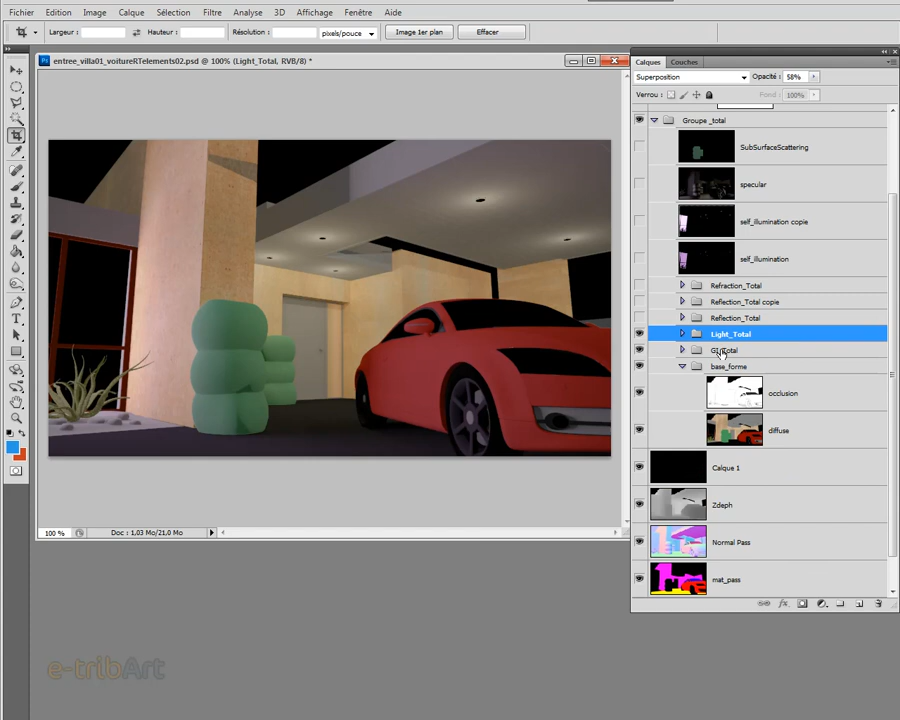 Fichier Edition Image Calque Sélection Filtre Analyse 3D Affichage Fenêtre Aide
Largeur : Hauteur : Résolution : pixels/pouce Image 1er plan Effacer
entree_villa01_voitureRTelements02.psd @ 100% (Light_Total, RVB/8) *
Calques Couches
Superposition Opacité : 58%
Verrou : Fond : 100%
Groupe _total
SubSurfaceScattering
specular
self_illumination copie
self_illumination
Refraction_Total
Reflection_Total copie
Reflection_Total
Light_Total
GI_Total
base_forme
occlusion
diffuse
Calque 1
Zdeph
Normal Pass
mat_pass
100 % Doc : 1,03 Mo/21,0 Mo
e-tribArt